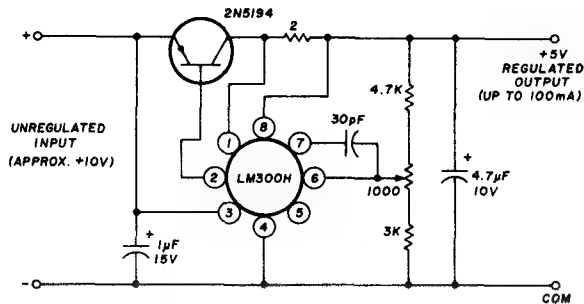 2N5194
+
2
+5V
REGULATED
OUTPUT
(UP TO 100mA)
4.7K
30pF
UNREGULATED
INPUT
(APPROX. +10V)
1
8
7
2
LM300H
6
1000
+
4.7µF
10V
3
4
5
3K
+
1µF
15V
-
COM